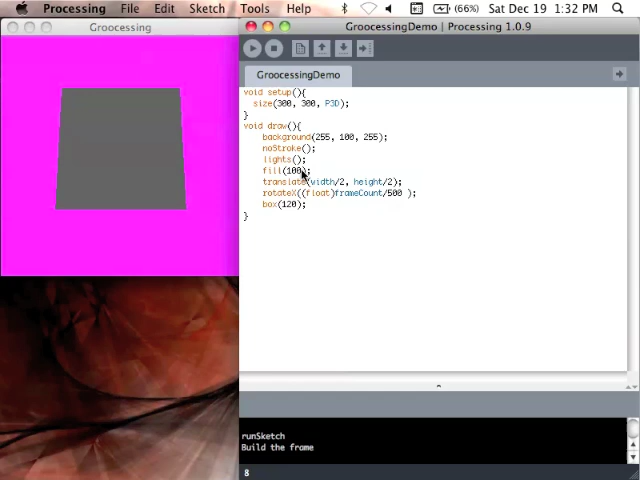 Processing File Edit Sketch Tools Help (66%) Sat Dec 19 1:32 PM
Groocessing
GroocessingDemo | Processing 1.0.9
GroocessingDemo
void setup(){
size(300, 300, P3D);
}
void draw(){
background(255, 100, 255);
noStroke();
lights();
fill(100);
translate(width/2, height/2);
rotateX((float)frameCount/500 );
box(120);
}
runSketch
Build the frame
8